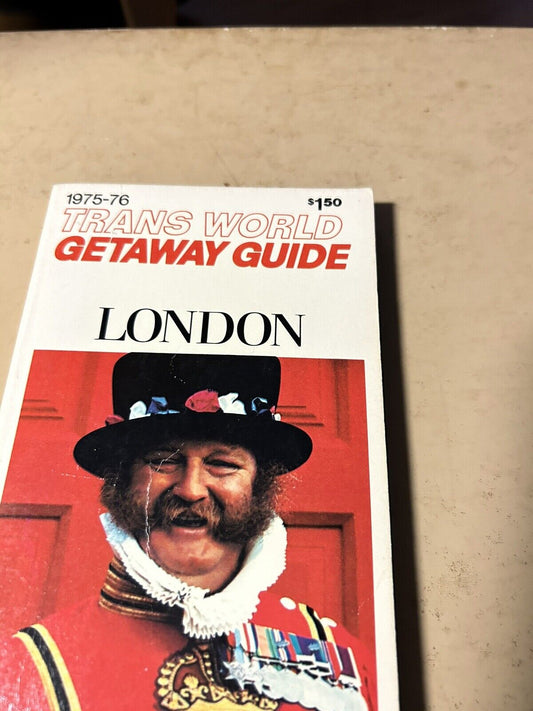 1975-76
$1.50
TRANS WORLD
GETAWAY GUIDE
LONDON